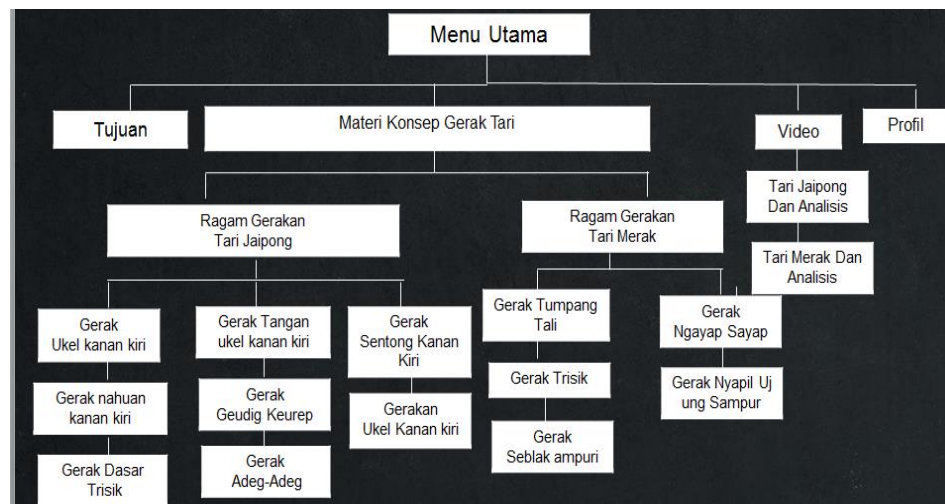 Menu Utama
Tujuan
Materi Konsep Gerak Tari
Video
Profil
Tari Jaipong
Dan Analisis
Tari Merak Dan
Analisis
Ragam Gerakan
Tari Jaipong
Ragam Gerakan
Tari Merak
Gerak
Ukel kanan kiri
Gerak nahuan
kanan kiri
Gerak Dasar
Trisik
Gerak Tangan
ukel kanan kiri
Gerak
Geudig Keurep
Gerak
Adeg-Adeg
Gerak
Sentong Kanan
Kiri
Gerakan
Ukel Kanan kiri
Gerak Tumpang
Tali
Gerak Trisik
Gerak
Seblak ampuri
Gerak
Ngayap Sayap
Gerak Nyapil Uj
ung Sampur